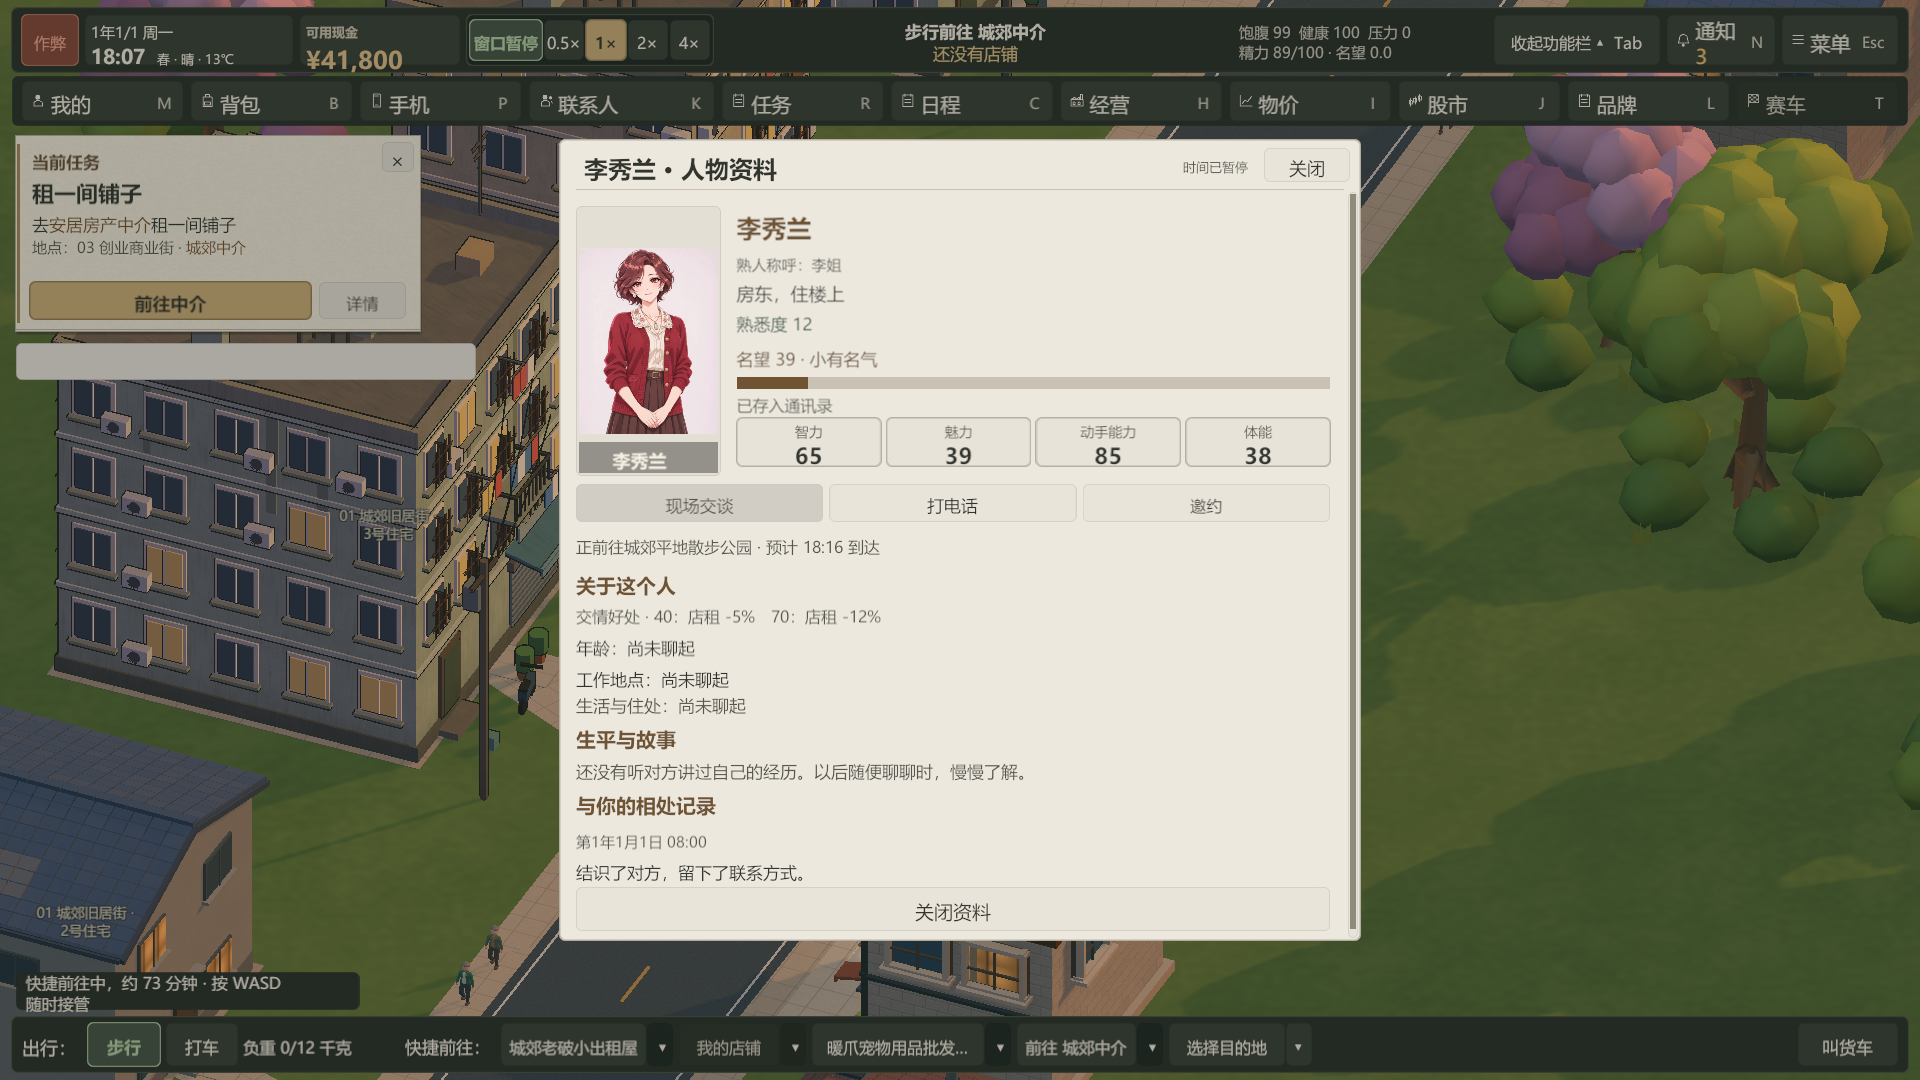 作弊
1年1/1 周一
18:07 春 · 晴 · 13℃
可用现金
¥41,800
窗口暂停 0.5× 1× 2× 4×
步行前往 城郊中介
还没有店铺
饱腹 99 健康 100 压力 0
精力 89/100 · 名望 0.0
收起功能栏 ▴ Tab
通知 3 N
菜单 Esc
我的 M
背包 B
手机 P
联系人 K
任务 R
日程 C
经营 H
物价 I
股市 J
品牌 L
赛车 T
当前任务
×
租一间铺子
去安居房产中介租一间铺子
地点：03 创业商业街 · 城郊中介
前往中介
详情
李秀兰 • 人物资料
时间已暂停
关闭
李秀兰
李秀兰
熟人称呼：李姐
房东，住楼上
熟悉度 12
名望 39 · 小有名气
已存入通讯录
智力
65
魅力
39
动手能力
85
体能
38
现场交谈
打电话
邀约
正前往城郊平地散步公园 · 预计 18:16 到达
关于这个人
交情好处 · 40：店租 -5% 70：店租 -12%
年龄：尚未聊起
工作地点：尚未聊起
生活与住处：尚未聊起
生平与故事
还没有听对方讲过自己的经历。以后随便聊聊时，慢慢了解。
与你的相处记录
第1年1月1日 08:00
结识了对方，留下了联系方式。
关闭资料
01 城郊旧居街 ·
3号住宅
01 城郊旧居街 ·
2号住宅
快捷前往中，约 73 分钟 · 按 WASD
随时接管
出行：
步行
打车
负重 0/12 千克
快捷前往：
城郊老破小出租屋 ▾
我的店铺 ▾
暖爪宠物用品批发... ▾
前往 城郊中介 ▾
选择目的地 ▾
叫货车